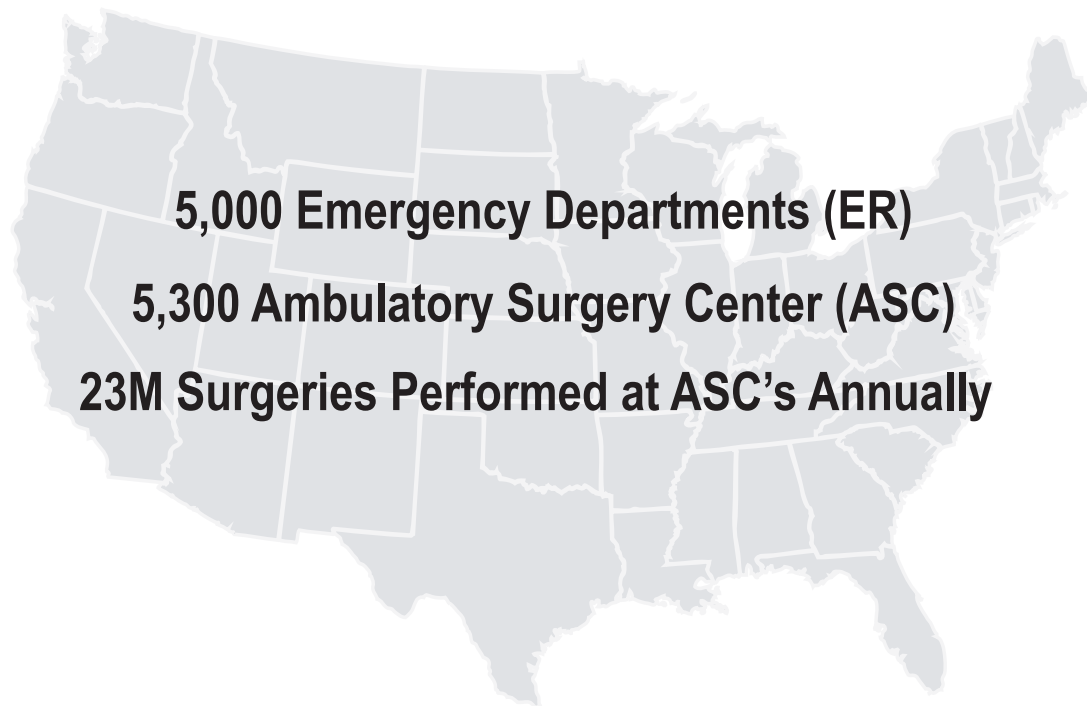 5,000 Emergency Departments (ER)
5,300 Ambulatory Surgery Center (ASC)
23M Surgeries Performed at ASC’s Annually